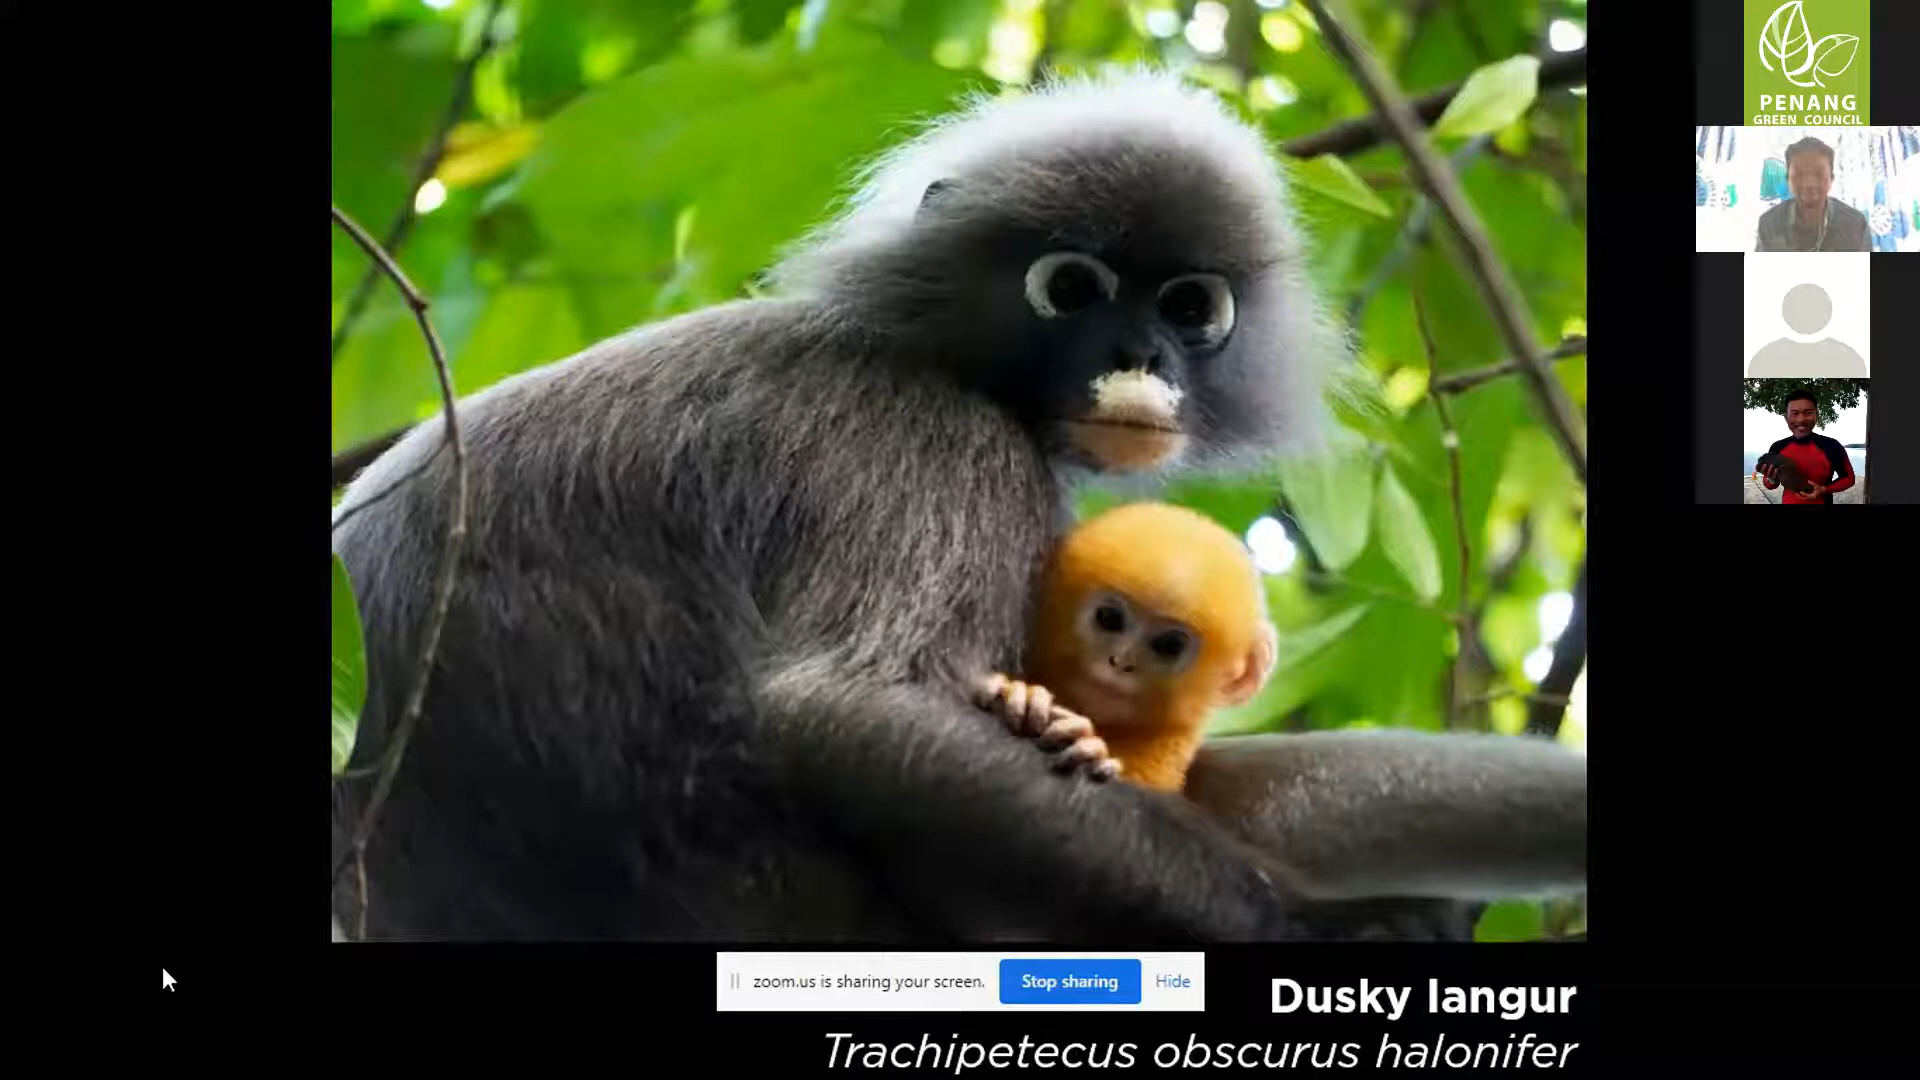 PENANG
GREEN COUNCIL
zoom.us is sharing your screen.
Stop sharing
Hide
Dusky langur
Trachipetecus obscurus halonifer